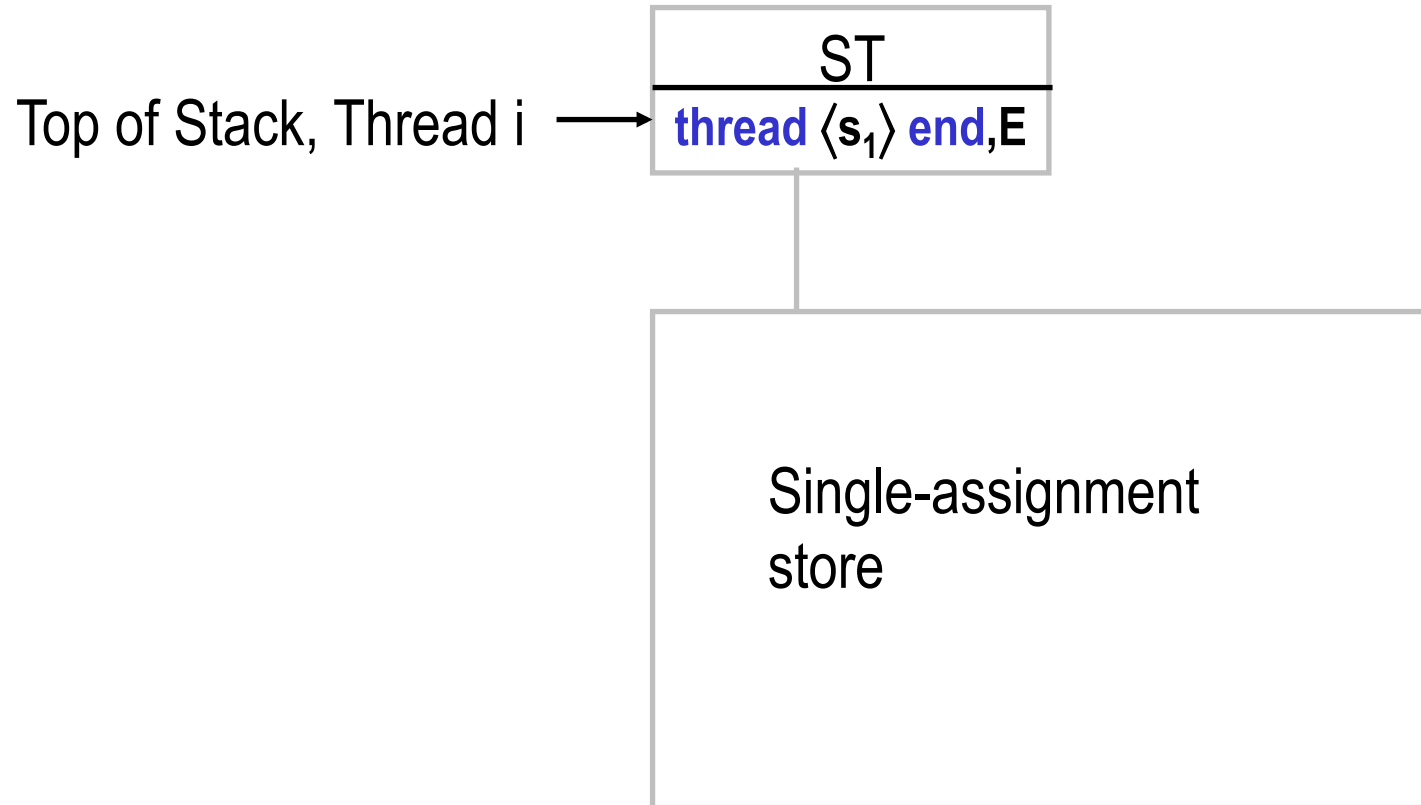 ST
Top of Stack, Thread i
thread ⟨s₁⟩ end,E
Single-assignment
store